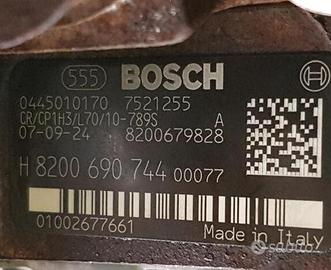 555 BOSCH
0445010170 7521255
CR/CP1H3/L70/10-789S A
07-09-24 8200679828
H 8200 690 744 00077
01002677661
Made in Italy
subito